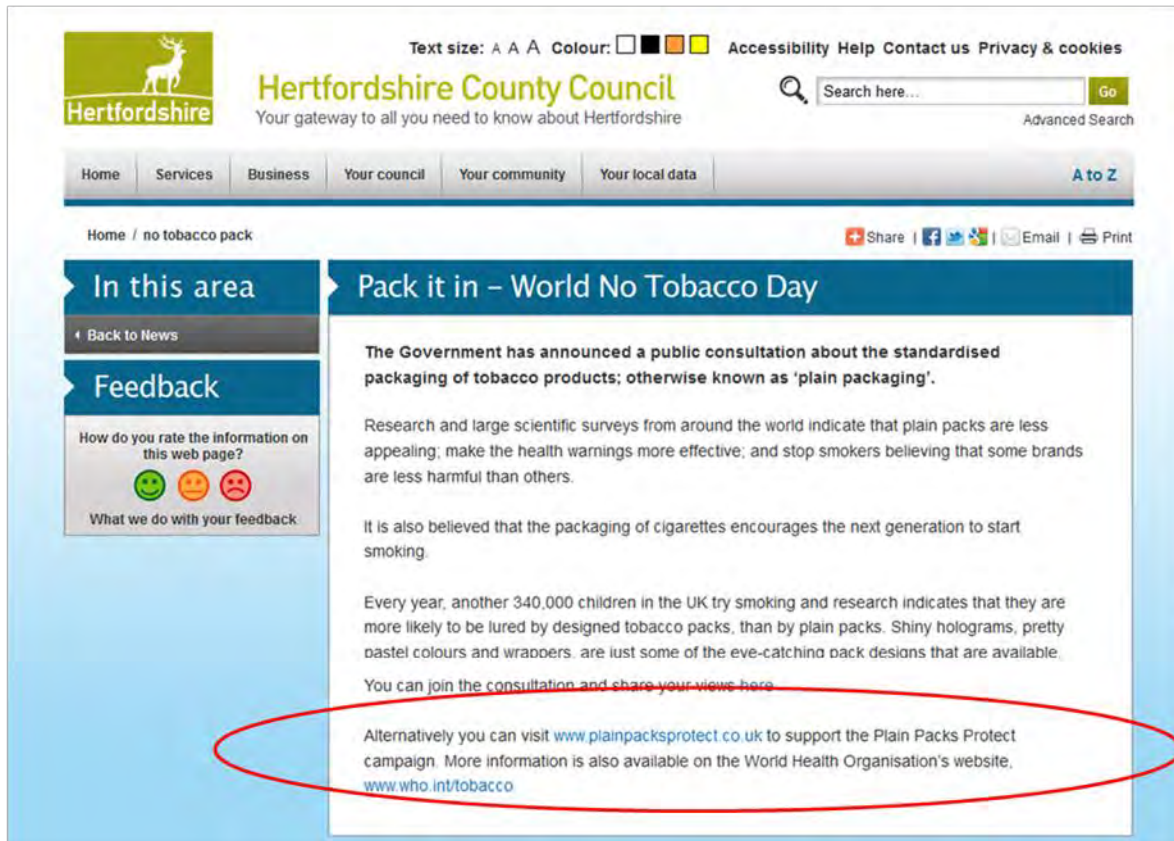 Text size: A A A Colour:
Accessibility Help Contact us Privacy & cookies
Hertfordshire
Hertfordshire County Council
Your gateway to all you need to know about Hertfordshire
Search here...
Go
Advanced Search
Home
Services
Business
Your council
Your community
Your local data
A to Z
Home / no tobacco pack
Share | f | Email | Print
In this area
Back to News
Feedback
How do you rate the information on
this web page?
What we do with your feedback
Pack it in – World No Tobacco Day
The Government has announced a public consultation about the standardised
packaging of tobacco products; otherwise known as ‘plain packaging’.
Research and large scientific surveys from around the world indicate that plain packs are less
appealing; make the health warnings more effective; and stop smokers believing that some brands
are less harmful than others.
It is also believed that the packaging of cigarettes encourages the next generation to start
smoking.
Every year, another 340,000 children in the UK try smoking and research indicates that they are
more likely to be lured by designed tobacco packs, than by plain packs. Shiny holograms, pretty
pastel colours and wrappers, are just some of the eye-catching pack designs that are available.
You can join the consultation and share your views here
Alternatively you can visit www.plainpacksprotect.co.uk to support the Plain Packs Protect
campaign. More information is also available on the World Health Organisation's website,
www.who.int/tobacco